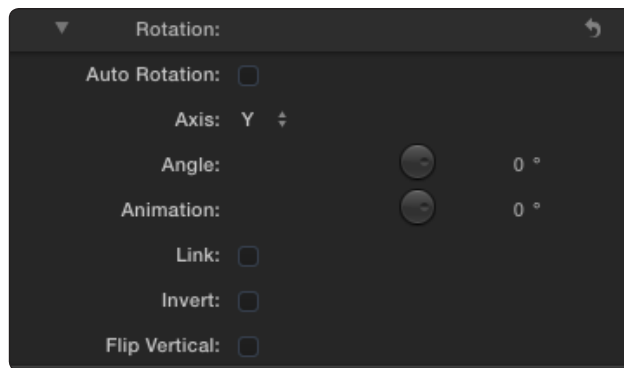 Rotation:
Auto Rotation:
Axis: Y
Angle: 0 °
Animation: 0 °
Link:
Invert:
Flip Vertical: